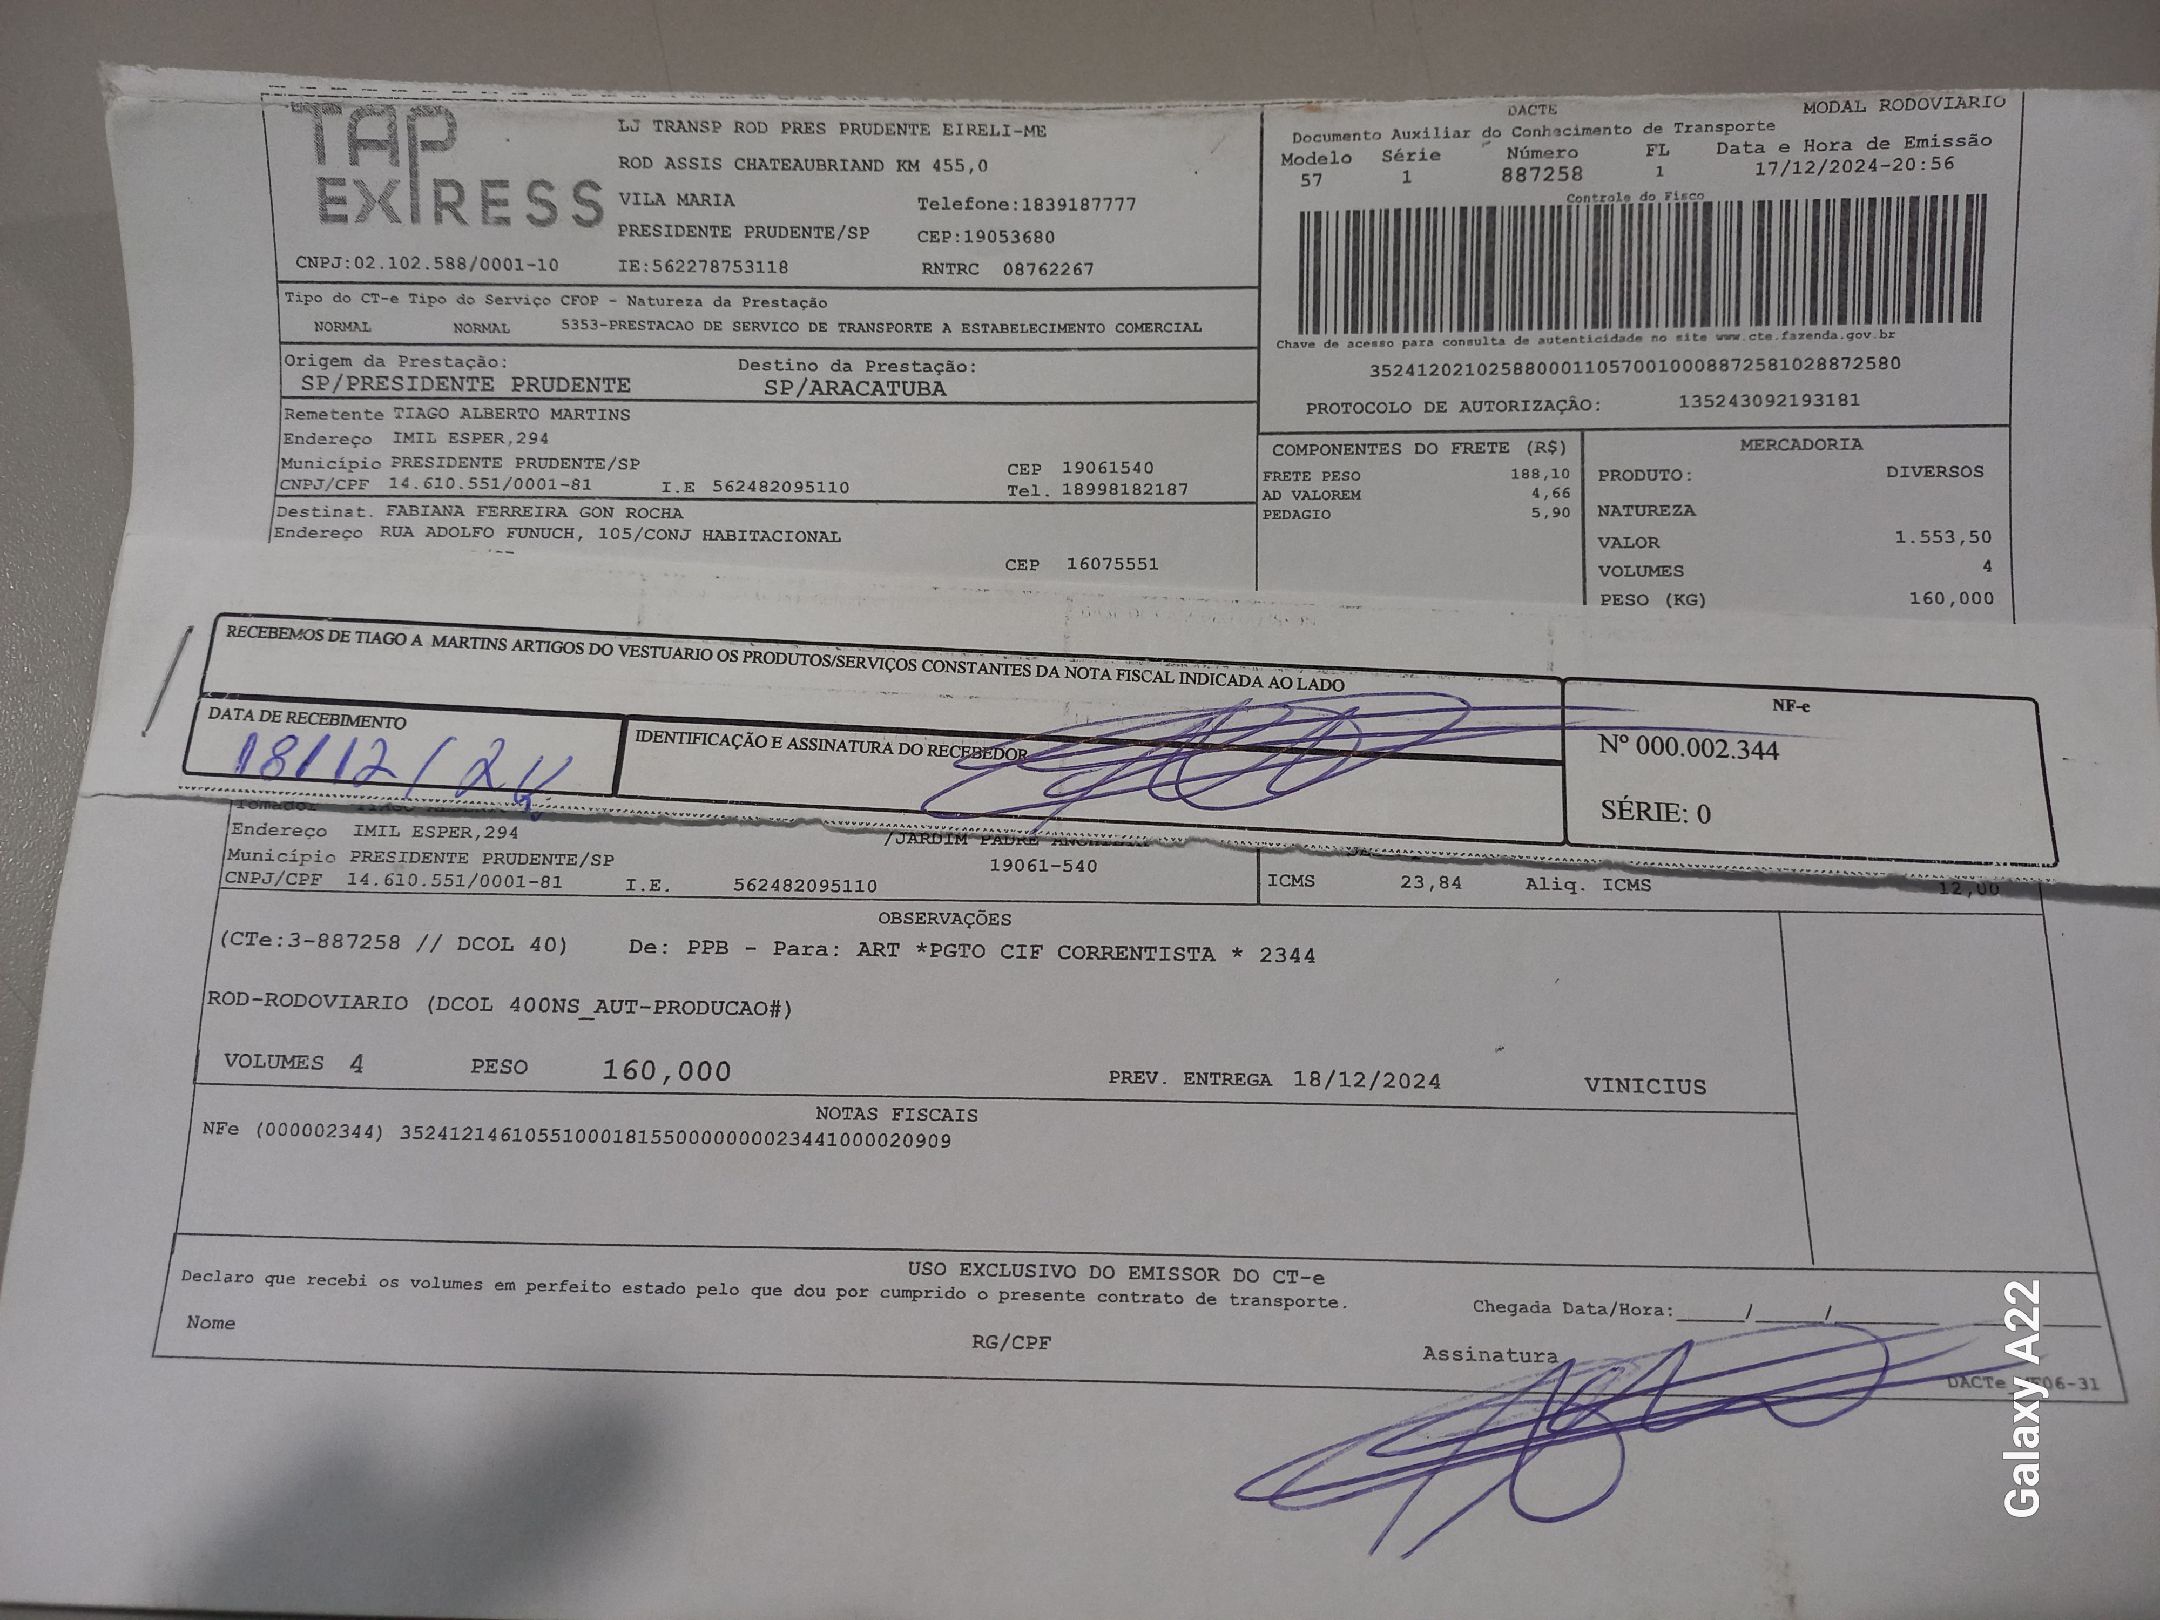 TAP EXPRESS
LJ TRANSP ROD PRES PRUDENTE EIRELI-ME
ROD ASSIS CHATEAUBRIAND KM 455,0
VILA MARIA Telefone:1839187777
PRESIDENTE PRUDENTE/SP CEP:19053680
CNPJ:02.102.588/0001-10 IE:562278753118 RNTRC 08762267
DACTE MODAL RODOVIARIO
Documento Auxiliar do Conhecimento de Transporte
Modelo Série Número FL Data e Hora de Emissão
57 1 887258 1 17/12/2024-20:56
Controle do Fisco
Chave de acesso para consulta de autenticidade no site www.cte.fazenda.gov.br
35241202102588000110570010008872581028872580
PROTOCOLO DE AUTORIZAÇÃO: 135243092193181
Tipo do CT-e Tipo do Serviço CFOP - Natureza da Prestação
NORMAL NORMAL 5353-PRESTACAO DE SERVICO DE TRANSPORTE A ESTABELECIMENTO COMERCIAL
Origem da Prestação: Destino da Prestação:
SP/PRESIDENTE PRUDENTE SP/ARACATUBA
Remetente TIAGO ALBERTO MARTINS
Endereço IMIL ESPER,294
Município PRESIDENTE PRUDENTE/SP CEP 19061540
CNPJ/CPF 14.610.551/0001-81 I.E 562482095110 Tel. 18998182187
Destinat. FABIANA FERREIRA GON ROCHA
Endereço RUA ADOLFO FUNUCH, 105/CONJ HABITACIONAL
CEP 16075551
COMPONENTES DO FRETE (R$)
FRETE PESO 188,10
AD VALOREM 4,66
PEDAGIO 5,90
MERCADORIA
PRODUTO: DIVERSOS
NATUREZA
VALOR 1.553,50
VOLUMES 4
PESO (KG) 160,000
RECEBEMOS DE TIAGO A MARTINS ARTIGOS DO VESTUARIO OS PRODUTOS/SERVIÇOS CONSTANTES DA NOTA FISCAL INDICADA AO LADO
DATA DE RECEBIMENTO
18/12/24
IDENTIFICAÇÃO E ASSINATURA DO RECEBEDOR
NF-e
Nº 000.002.344
SÉRIE: 0
Tomador
Endereço IMIL ESPER,294 /JARDIM PADRE
Município PRESIDENTE PRUDENTE/SP 19061-540
CNPJ/CPF 14.610.551/0001-81 I.E. 562482095110
ICMS 23,84 Aliq. ICMS 12,00
OBSERVAÇÕES
(CTe:3-887258 // DCOL 40) De: PPB - Para: ART *PGTO CIF CORRENTISTA * 2344
ROD-RODOVIARIO (DCOL 400NS_AUT-PRODUCAO#)
VOLUMES 4 PESO 160,000 PREV. ENTREGA 18/12/2024 VINICIUS
NOTAS FISCAIS
NFe (000002344) 35241214610551000181550000000023441000020909
USO EXCLUSIVO DO EMISSOR DO CT-e
Declaro que recebi os volumes em perfeito estado pelo que dou por cumprido o presente contrato de transporte.
Chegada Data/Hora:_____/_____/________
Nome RG/CPF Assinatura
Galaxy A22